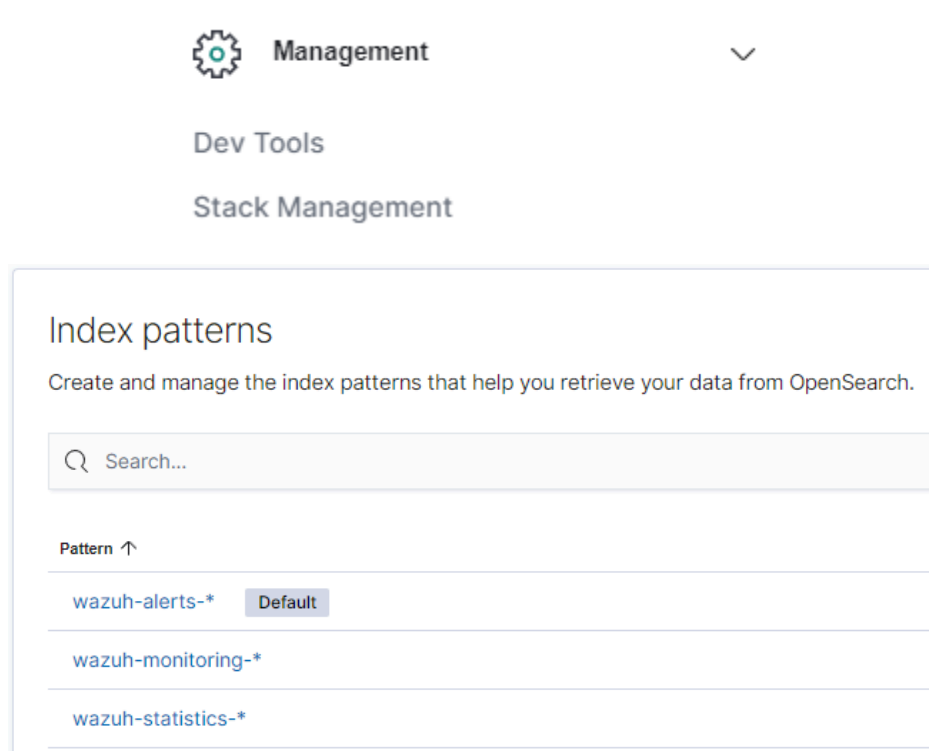 Management
Dev Tools
Stack Management
Index patterns
Create and manage the index patterns that help you retrieve your data from OpenSearch.
Search...
Pattern ↑
wazuh-alerts-* Default
wazuh-monitoring-*
wazuh-statistics-*